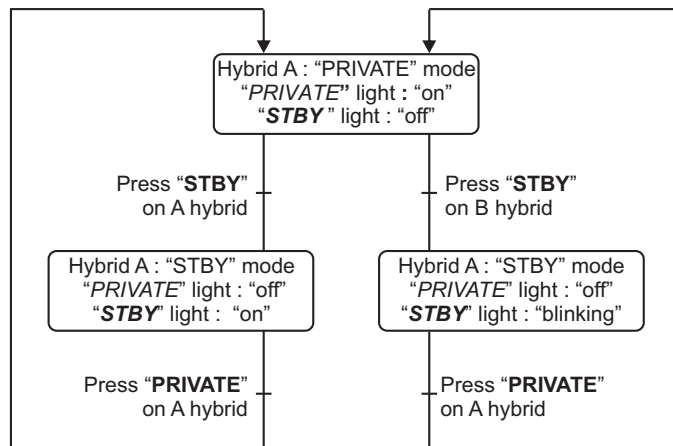 Hybrid A : “PRIVATE” mode
“PRIVATE” light : “on”
“STBY ” light : “off”
Press “STBY”
on A hybrid
Press “STBY”
on B hybrid
Hybrid A : “STBY” mode
“PRIVATE” light : “off”
“STBY” light :  “on”
Hybrid A : “STBY” mode
“PRIVATE” light : “off”
“STBY” light : “blinking”
Press “PRIVATE”
on A hybrid
Press “PRIVATE”
on A hybrid